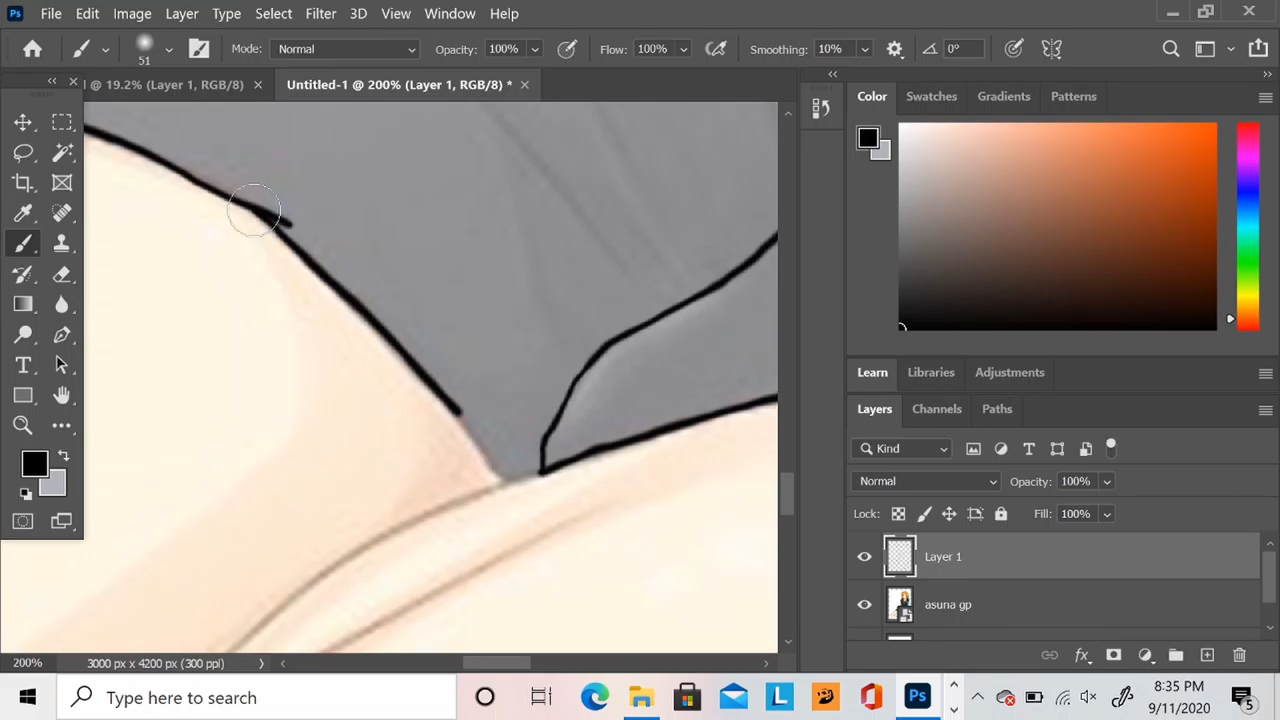 Ps File Edit Image Layer Type Select Filter 3D View Window Help
51 Mode: Normal Opacity: 100% Flow: 100% Smoothing: 10% 0°
@ 19.2% (Layer 1, RGB/8) × Untitled-1 @ 200% (Layer 1, RGB/8) * ×
Color Swatches Gradients Patterns
Learn Libraries Adjustments
Layers Channels Paths
Kind
Normal Opacity: 100%
Lock: Fill: 100%
Layer 1
asuna gp
fx
200% 3000 px x 4200 px (300 ppi)
Type here to search
L
Ps
8:35 PM
9/11/2020
5